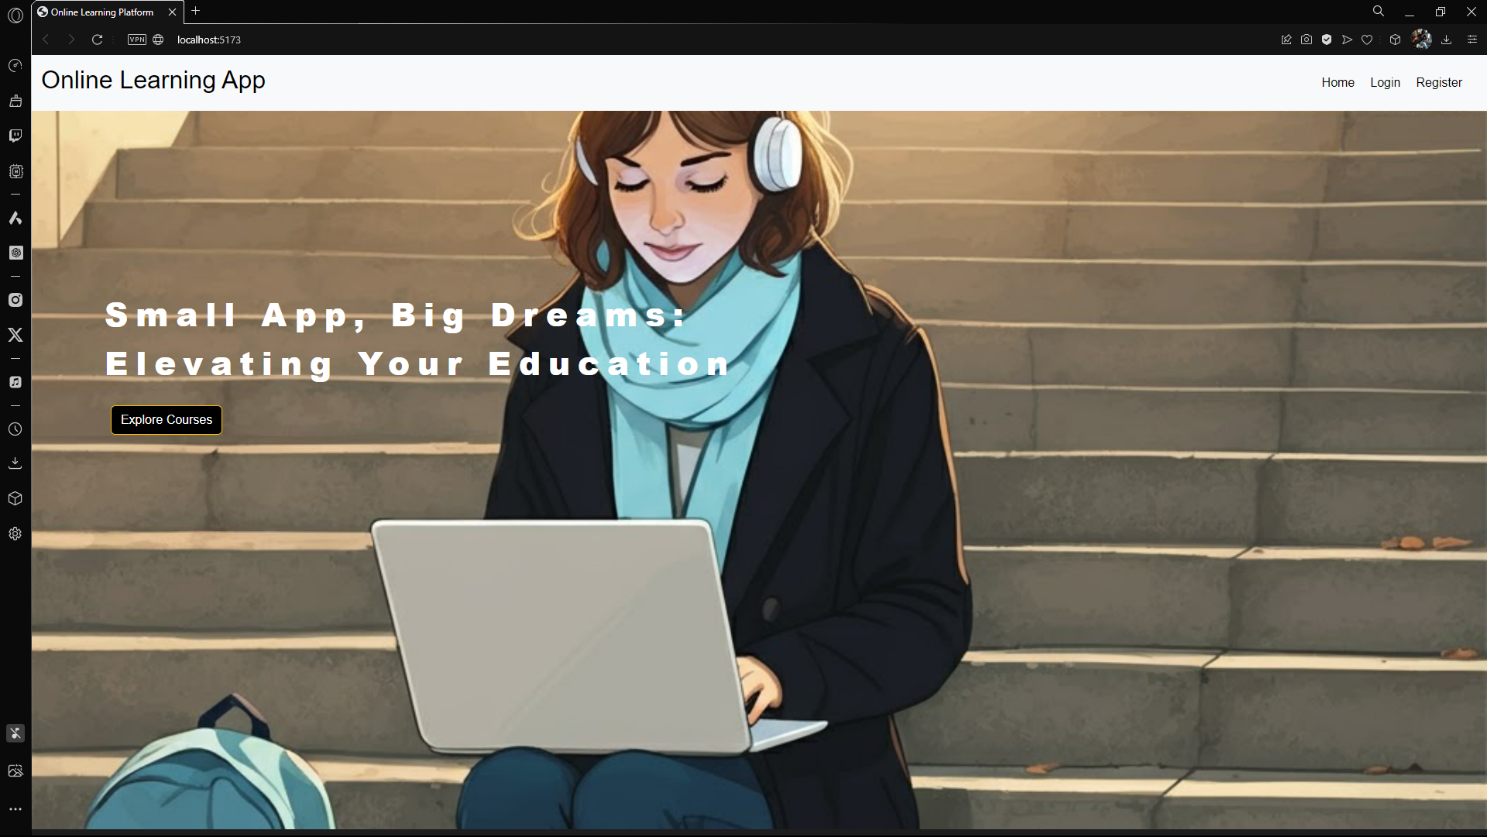 Online Learning Platform
VPN
localhost:5173
Online Learning App
Home Login Register
Small App, Big Dreams:
Elevating Your Education
Explore Courses